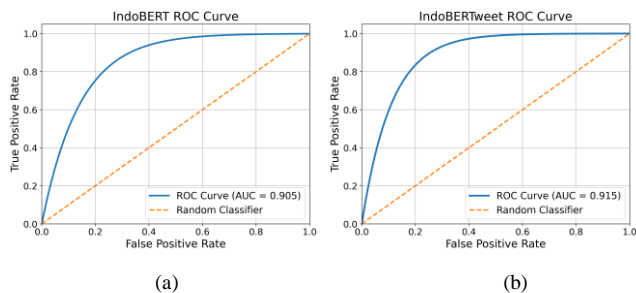 IndoBERT ROC Curve
True Positive Rate
1.0
0.8
0.6
0.4
0.2
0.0
ROC Curve (AUC = 0.905)
Random Classifier
0.0 0.2 0.4 0.6 0.8 1.0
False Positive Rate
(a)
IndoBERTweet ROC Curve
True Positive Rate
1.0
0.8
0.6
0.4
0.2
0.0
ROC Curve (AUC = 0.915)
Random Classifier
0.0 0.2 0.4 0.6 0.8 1.0
False Positive Rate
(b)